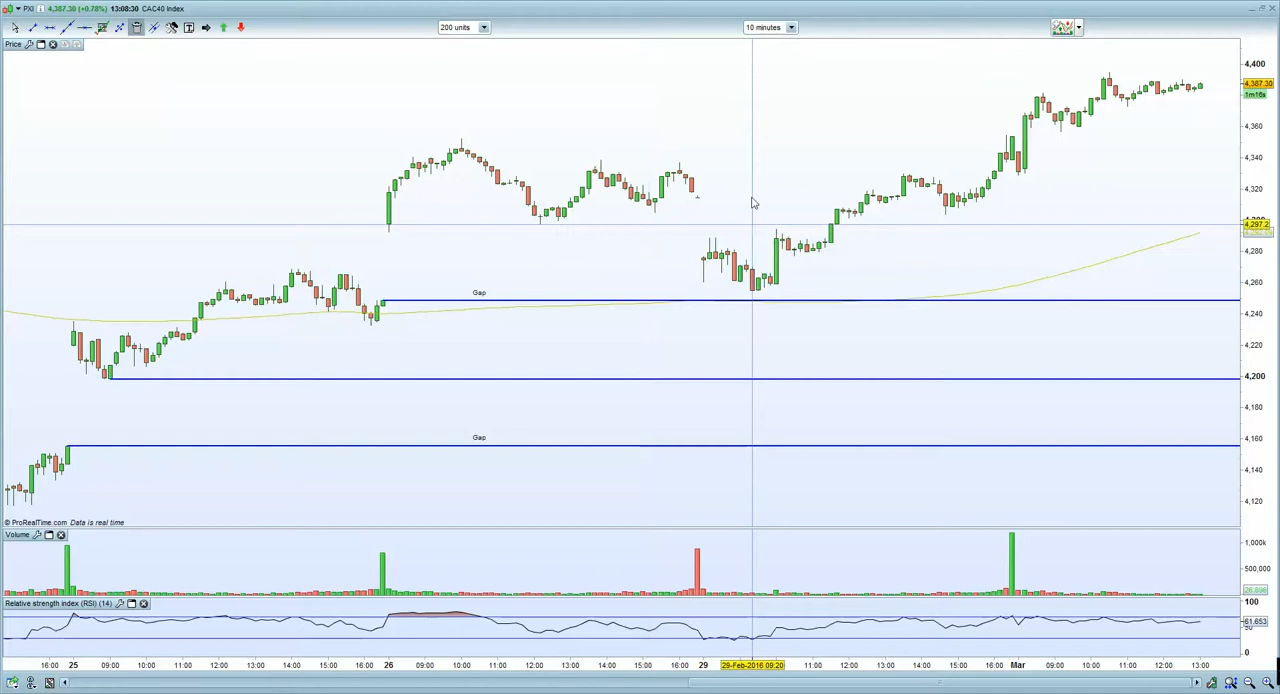 PXI 4,387.30 (+0.78%) 13:08:30 CAC40 Index
200 units
10 minutes
Price
4,400
4,387.30
1m16s
4,360
4,340
4,320
4,297.2
4,280
4,260
Gap
4,240
4,220
4,200
4,180
Gap
4,160
4,140
4,120
© ProRealTime.com Data is real time
Volume
1,000k
500,000
26,896
Relative strength index (RSI) (14)
100
61.653
50
0
16:00 25 09:00 10:00 11:00 12:00 13:00 14:00 15:00 16:00 26 09:00 10:00 11:00 12:00 13:00 14:00 15:00 16:00 29 29-Feb-2016 09:20 11:00 12:00 13:00 14:00 15:00 16:00 Mar 09:00 10:00 11:00 12:00 13:00